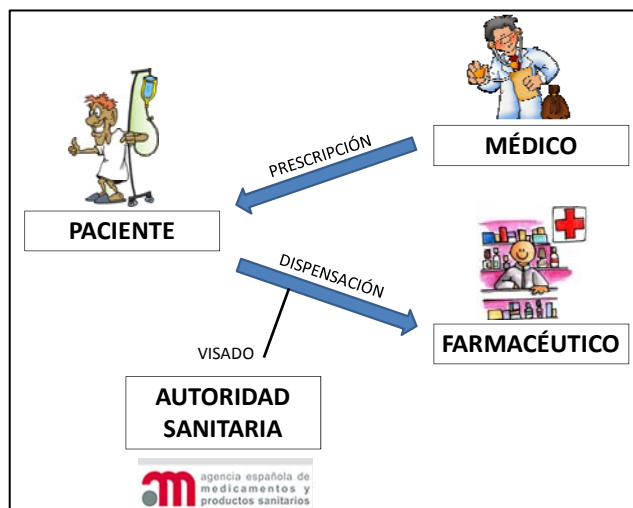 PRESCRIPCIÓN
MÉDICO
PACIENTE
DISPENSACIÓN
FARMACÉUTICO
VISADO
AUTORIDAD
SANITARIA
agencia española de
medicamentos y
productos sanitarios